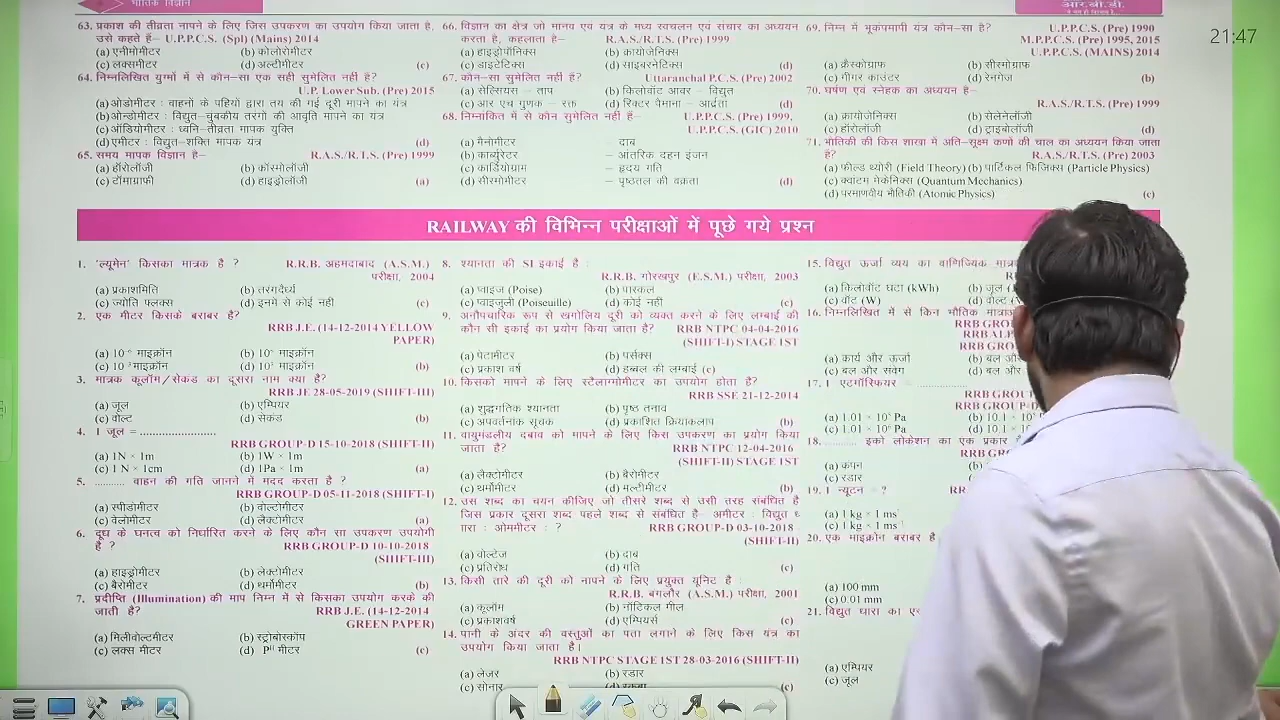 भौतिक विज्ञान
आर.बी.डी.
21:47
63. प्रकाश की तीव्रता नापने के लिए जिस उपकरण का उपयोग किया जाता है,
उसे कहते हैं– U.P.P.C.S. (Spl) (Mains) 2014
(a) एनीमोमीटर (b) कोलोरोमीटर
(c) लक्समीटर (d) अल्टीमीटर (c)
64. निम्नलिखित युग्मों में से कौन-सा एक सही सुमेलित नहीं है?
U.P. Lower Sub. (Pre) 2015
(a) ओडोमीटर : वाहनों के पहियों द्वारा तय की गई दूरी मापने का यंत्र
(b) ओन्डोमीटर : विद्युत-चुंबकीय तरंगों की आवृति मापने का यंत्र
(c) ऑडियोमीटर : ध्वनि-तीव्रता मापक युक्ति
(d) एमीटर : विद्युत-शक्ति मापक यंत्र (d)
65. समय मापक विज्ञान है– R.A.S./R.T.S. (Pre) 1999
(a) हॉरोलॉजी (b) कॉस्मोलॉजी
(c) टॉमाग्राफी (d) हाइड्रोलॉजी (a)
66. विज्ञान का क्षेत्र जो मानव एवं यंत्र के मध्य स्वचलन एवं संचार का अध्ययन
करता है, कहलाता है– R.A.S./R.T.S. (Pre) 1999
(a) हाइड्रोपोनिक्स (b) क्रायोजेनिक्स
(c) डाइटेटिक्स (d) साइबरनेटिक्स (d)
67. कौन-सा सुमेलित नहीं है? Uttaranchal P.C.S. (Pre) 2002
(a) सेल्सियस – ताप (b) किलोवॉट आवर – विद्युत
(c) आर एच गुणक – रक्त (d) रिक्टर पैमाना – आर्द्रता (d)
68. निम्नांकित में से कौन सुमेलित नहीं है– U.P.P.C.S. (Pre) 1999,
U.P.P.C.S. (GIC) 2010
(a) मैनोमीटर – दाब
(b) कार्ब्युरेटर – आंतरिक दहन इंजन
(c) कार्डियोग्राम – हृदय गति
(d) सीस्मोमीटर – पृष्ठतल की वक्रता (d)
69. निम्न में भूकंपमापी यंत्र कौन-सा है? U.P.P.C.S. (Pre) 1990
M.P.P.C.S. (Pre) 1995, 2015
U.P.P.C.S. (MAINS) 2014
(a) क्रैस्कोग्राफ (b) सीस्मोग्राफ
(c) गीगर काउंटर (d) रेनगेज (b)
70. घर्षण एवं स्नेहक का अध्ययन है–
R.A.S./R.T.S. (Pre) 1999
(a) क्रायोजेनिक्स (b) सेलेनोलॉजी
(c) हॉरोलॉजी (d) ट्राइबोलॉजी (d)
71. भौतिकी की किस शाखा में अति-सूक्ष्म कणों की चाल का अध्ययन किया जाता
है? R.A.S./R.T.S. (Pre) 2003
(a) फील्ड थ्योरी (Field Theory) (b) पार्टिकल फिजिक्स (Particle Physics)
(c) क्वांटम मेकेनिक्स (Quantum Mechanics)
(d) परमाणवीय भौतिकी (Atomic Physics) (c)
RAILWAY की विभिन्न परीक्षाओं में पूछे गये प्रश्न
1. 'ल्यूमेन' किसका मात्रक है ? R.R.B. अहमदाबाद (A.S.M.)
परीक्षा, 2004
(a) प्रकाशमिति (b) तरंगदैर्ध्य
(c) ज्योति फ्लक्स (d) इनमें से कोई नहीं (c)
2. एक मीटर किसके बराबर है?
RRB J.E. (14-12-2014 YELLOW
PAPER)
(b)
3. मात्रक कूलॉम/सेकंड का दूसरा नाम क्या है?
RRB JE 28-05-2019 (SHIFT-III)
(a) जूल (b) एम्पियर
(c) वोल्ट (d) सेकंड (b)
4. 1 जूल = ........................
RRB GROUP-D 15-10-2018 (SHIFT-II)
(a) 1N × 1m (b) 1W × 1m
(c) 1 N × 1cm (d) 1Pa × 1m (a)
5. .......... वाहन की गति जानने में मदद करता है ?
RRB GROUP-D 05-11-2018 (SHIFT-I)
(a) स्पीडोमीटर (b) वोल्टोमीटर
(c) वेलोमीटर (d) लैक्टोमीटर (a)
6. दूध के घनत्व को निर्धारित करने के लिए कौन सा उपकरण उपयोगी
है ? RRB GROUP-D 10-10-2018
(SHIFT-III)
(a) हाइड्रोमीटर (b) लेक्टोमीटर
(c) बैरोमीटर (d) थर्मोमीटर (b)
7. प्रदीप्ति (Illumination) की माप निम्न में से किसका उपयोग करके की
जाती है? RRB J.E. (14-12-2014
GREEN PAPER)
(a) मिलीवोल्टमीटर (b) स्ट्रोबोस्कोप
(c) लक्स मीटर (d) Pᴴ मीटर (c)
8. श्यानता की SI इकाई है :
R.R.B. गोरखपुर (E.S.M.) परीक्षा, 2003
(a) प्वाइज (Poise) (b) पास्कल
(c) प्वाइजुली (Poiseuille) (d) कोई नहीं (c)
9. अनौपचारिक रूप से खगोलिय दूरी को व्यक्त करने के लिए लम्बाई की
कौन सी इकाई का प्रयोग किया जाता है? RRB NTPC 04-04-2016
(SHIFT-I) STAGE 1ST
(a) पेटामीटर (b) पर्सेक्स
(c) प्रकाश वर्ष (d) हब्बल की लम्बाई (c)
10. किसको मापने के लिए स्टैलाग्मोमीटर का उपयोग होता है?
RRB SSE 21-12-2014
(a) शुद्धगतिक श्यानता (b) पृष्ठ तनाव
(c) अपवर्तनांक सूचक (d) प्रकाशित क्रियाकलाप (b)
11. वायुमंडलीय दबाव को मापने के लिए किस उपकरण का प्रयोग किया
जाता है? RRB NTPC 12-04-2016
(SHIFT-II) STAGE 1ST
(a) लैक्टोमीटर (b) बैरोमीटर
(c) थर्मोमीटर (d) मल्टीमीटर (b)
12. उस शब्द का चयन कीजिए जो तीसरे शब्द से उसी तरह संबंधित है
जिस प्रकार दूसरा शब्द पहले शब्द से संबंधित है– अमीटर : विद्युत ध
ारा : ओममीटर : ? RRB GROUP-D 03-10-2018
(SHIFT-II)
(a) वोल्टेज (b) दाब
(c) प्रतिरोध (d) गति (c)
13. किसी तारे की दूरी को नापने के लिए प्रयुक्त यूनिट है :
R.R.B. बंगलौर (A.S.M.) परीक्षा, 2001
(a) कूलॉम (b) नॉटिकल मील
(c) प्रकाशवर्ष (d) एम्पियर्स (c)
14. पानी के अंदर की वस्तुओं का पता लगाने के लिए किस यंत्र का
उपयोग किया जाता है।
RRB NTPC STAGE 1ST 28-03-2016 (SHIFT-II)
(a) लेजर (b) रडार
(c) सोनार (c)
15. विद्युत ऊर्जा व्यय का वाणिज्यिक
(a) किलोवॉट घंटा (kWh) (b) जूल
(c) वॉट (W) (d) वोल्ट
16. निम्नलिखित में से किन भौतिक
RRB
RRB
RRB
(a) कार्य और ऊर्जा (b) बल और
(c) बल और संवेग (d) बल और
17. 1 एटमॉस्फियर = ..............
(a) 1.01 × 10⁵ Pa
18. .......... इको लोकेशन का एक प्रकार
(a) कंपन
(c) रडार
19. 1 न्यूटन = ?
20. एक माइक्रोन बराबर है
(a) 100 mm
(c) 0.01 mm
21. विद्युत धारा का
(a) एम्पियर
(c) जूल